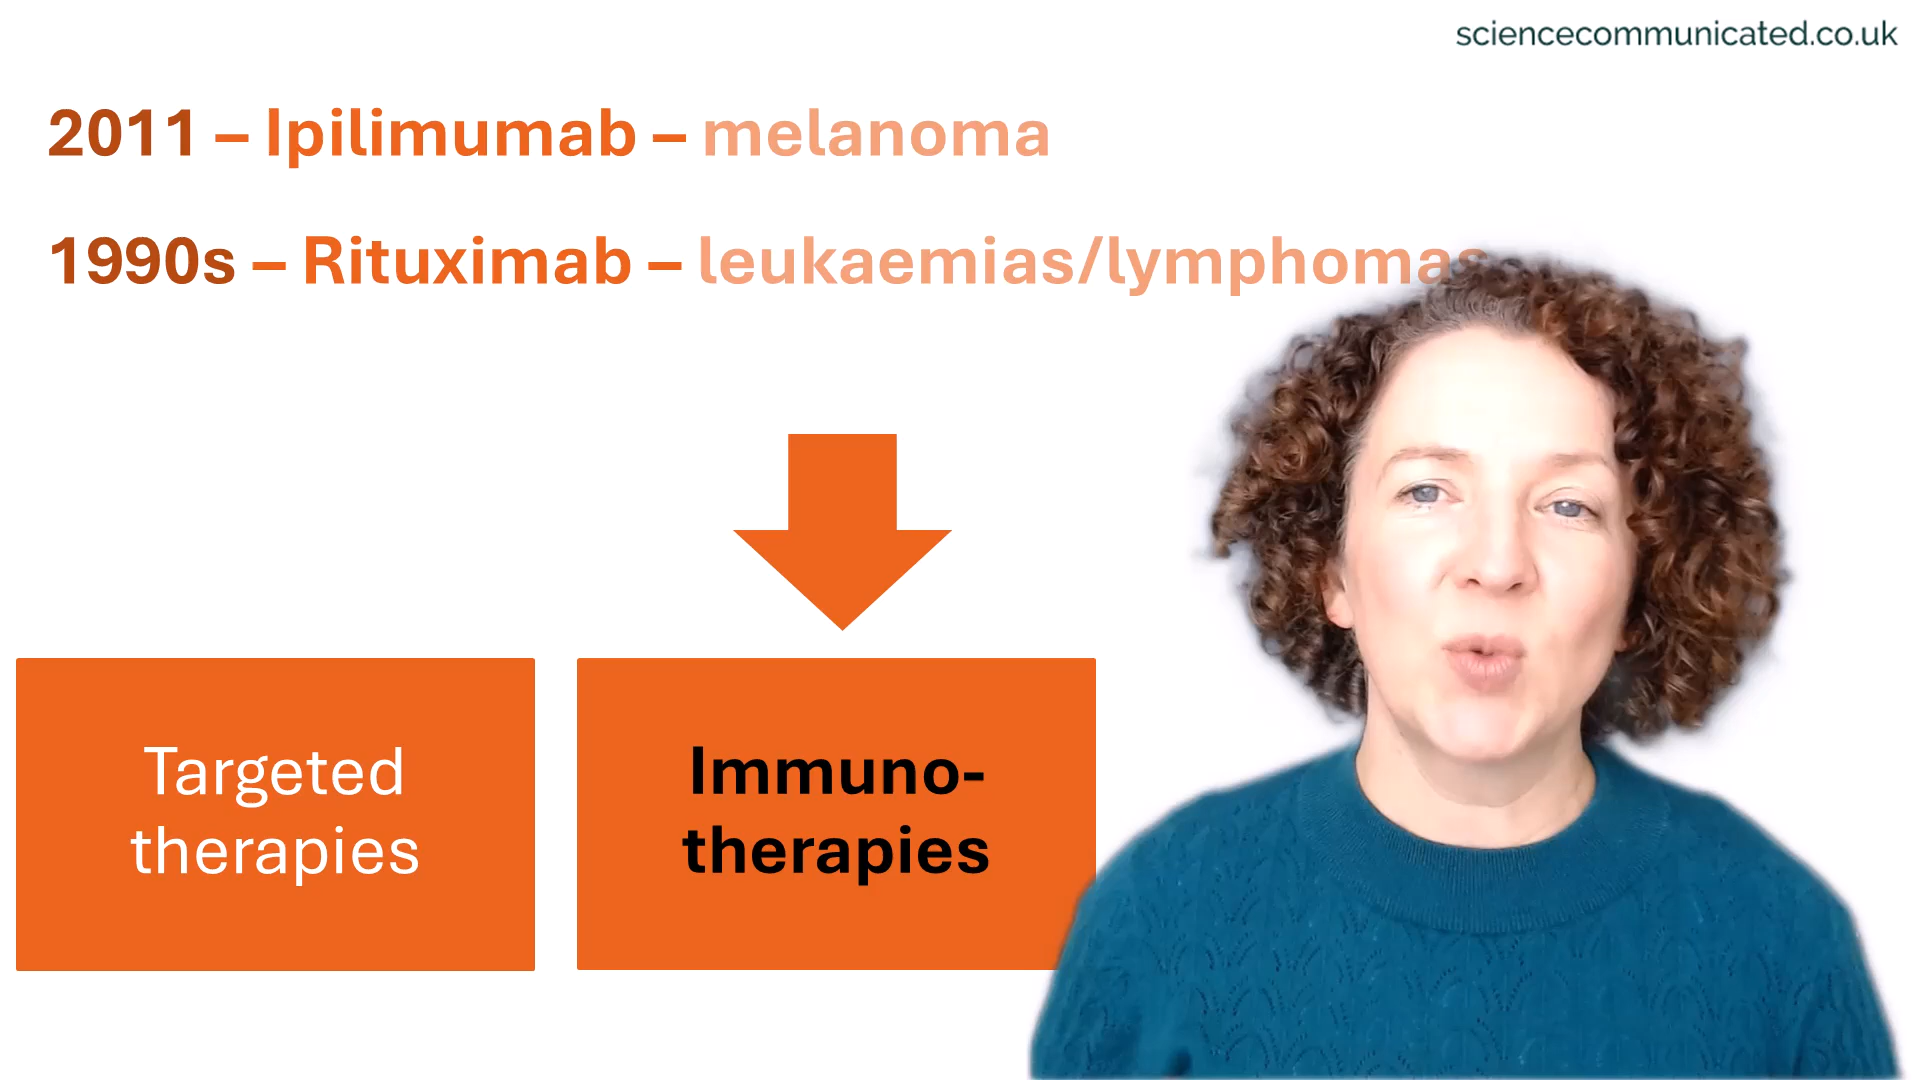 sciencecommunicated.co.uk
2011 – Ipilimumab – melanoma
1990s – Rituximab – leukaemias/lymphomas
Targeted
therapies
Immuno-
therapies